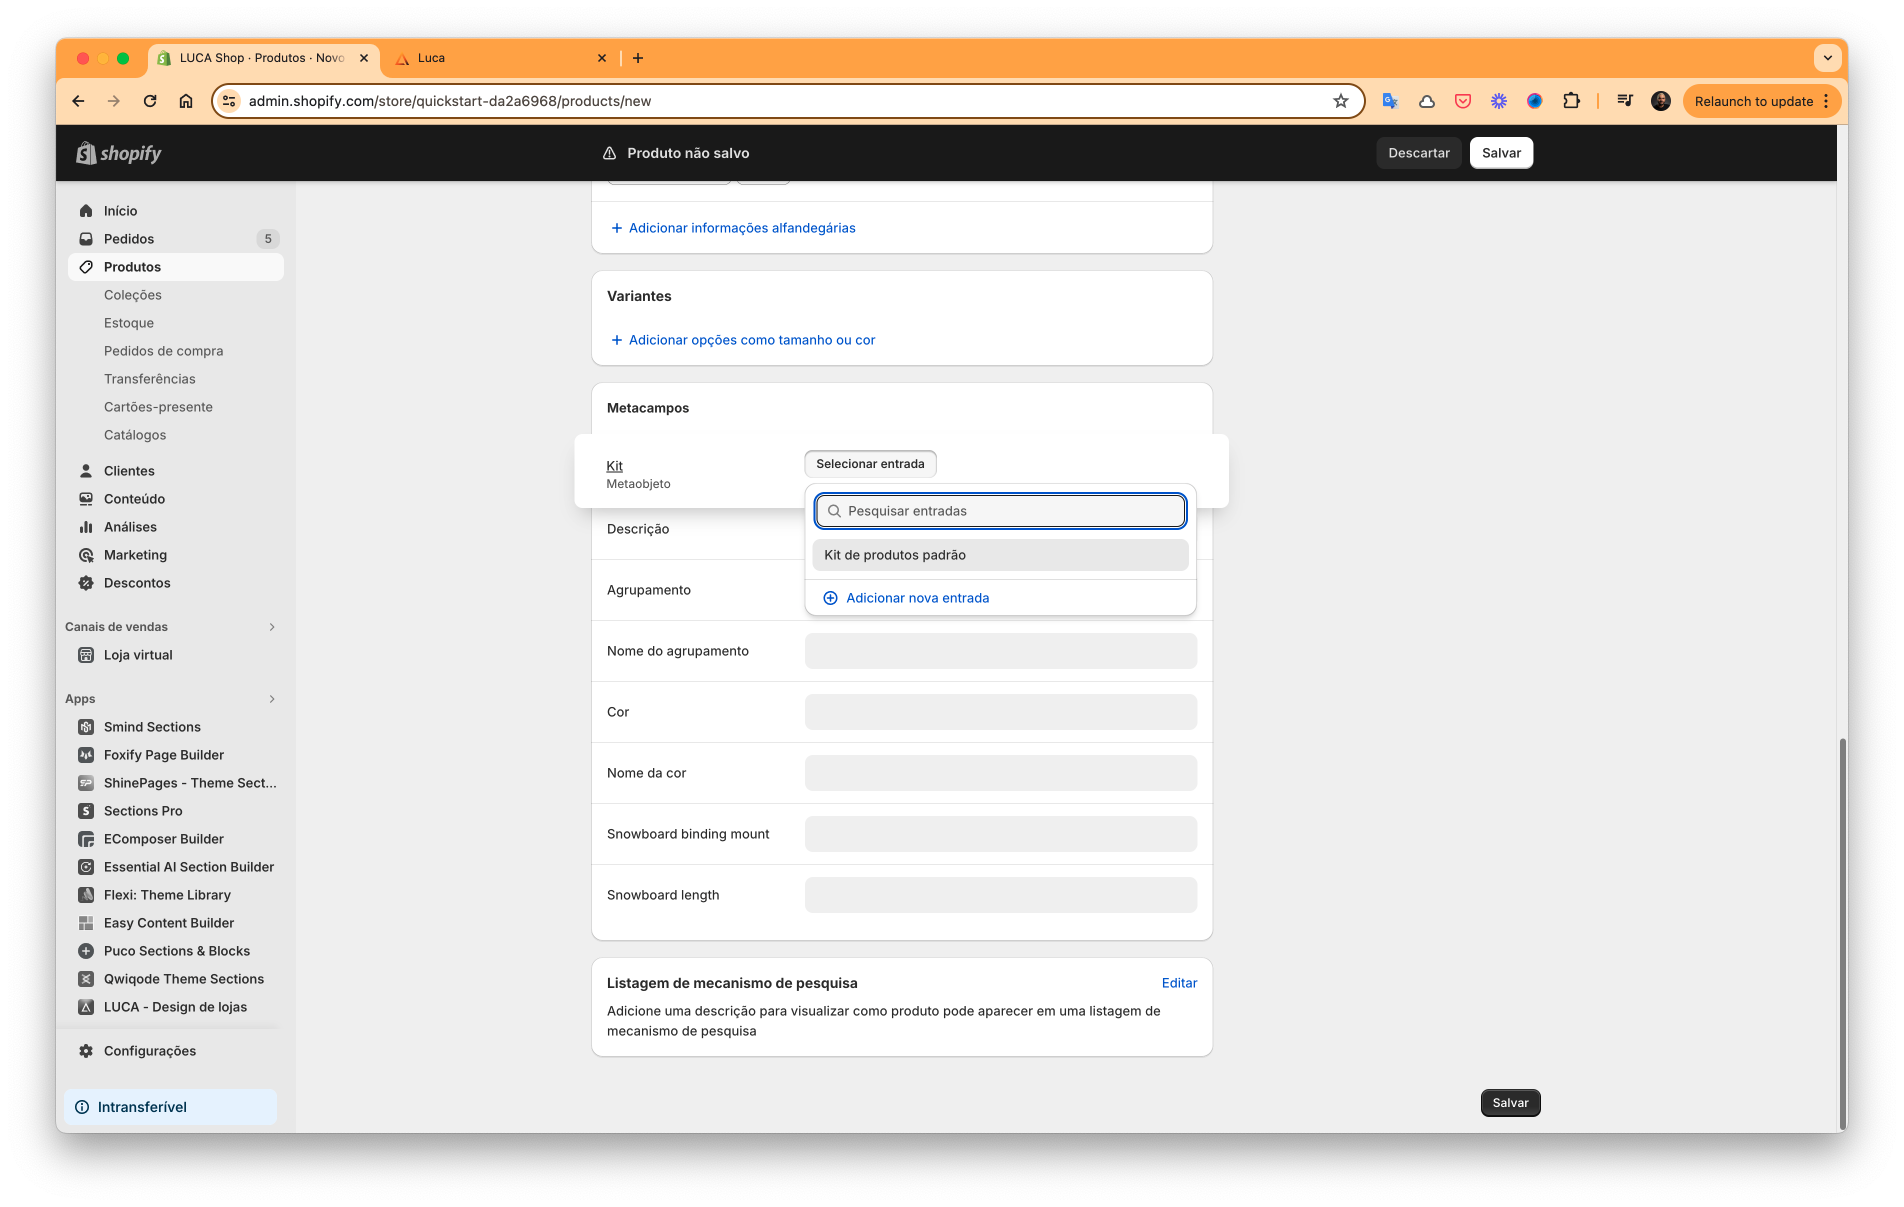 LUCA Shop · Produtos · Novo
Luca
admin.shopify.com/store/quickstart-da2a6968/products/new
Relaunch to update
shopify
Produto não salvo
Descartar
Salvar
Início
Pedidos
5
Produtos
Coleções
Estoque
Pedidos de compra
Transferências
Cartões-presente
Catálogos
Clientes
Conteúdo
Análises
Marketing
Descontos
Canais de vendas
Loja virtual
Apps
Smind Sections
Foxify Page Builder
ShinePages - Theme Sect...
Sections Pro
EComposer Builder
Essential AI Section Builder
Flexi: Theme Library
Easy Content Builder
Puco Sections & Blocks
Qwiqode Theme Sections
LUCA - Design de lojas
Configurações
Intransferível
Adicionar informações alfandegárias
Variantes
Adicionar opções como tamanho ou cor
Metacampos
Kit
Metaobjeto
Selecionar entrada
Pesquisar entradas
Kit de produtos padrão
Adicionar nova entrada
Descrição
Agrupamento
Nome do agrupamento
Cor
Nome da cor
Snowboard binding mount
Snowboard length
Listagem de mecanismo de pesquisa
Editar
Adicione uma descrição para visualizar como produto pode aparecer em uma listagem de
mecanismo de pesquisa
Salvar